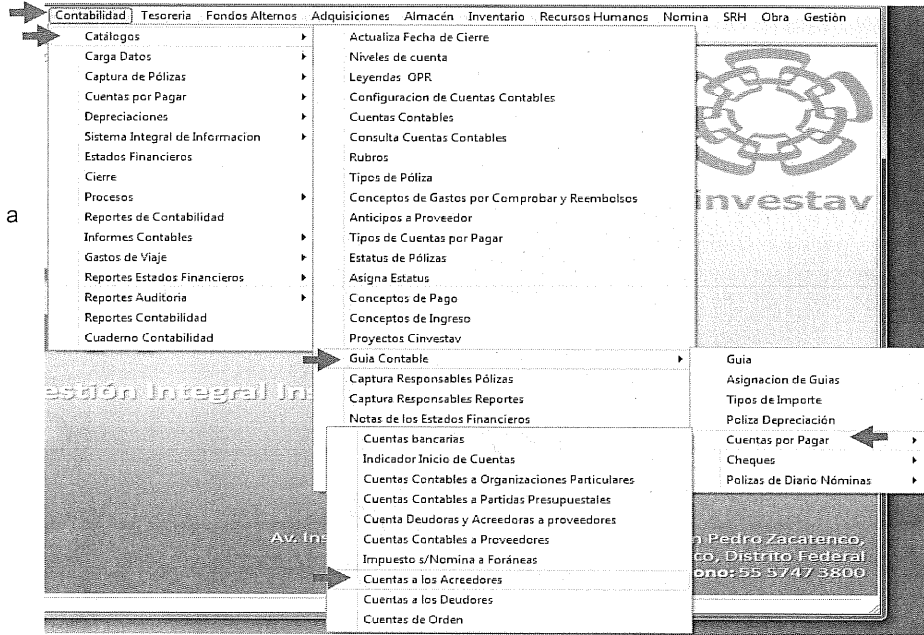 Contabilidad Tesoreria Fondos Alternos Adquisiciones Almacén Inventario Recursos Humanos Nomina SRH Obra Gestión
Catálogos
Carga Datos
Captura de Pólizas
Cuentas por Pagar
Depreciaciones
Sistema Integral de Informacion
Estados Financieros
Cierre
Procesos
Reportes de Contabilidad
Informes Contables
Gastos de Viaje
Reportes Estados Financieros
Reportes Auditoria
Reportes Contabilidad
Cuaderno Contabilidad
Actualiza Fecha de Cierre
Niveles de cuenta
Leyendas OPR
Configuracion de Cuentas Contables
Cuentas Contables
Consulta Cuentas Contables
Rubros
Tipos de Póliza
Conceptos de Gastos por Comprobar y Reembolsos
Anticipos a Proveedor
Tipos de Cuentas por Pagar
Estatus de Pólizas
Asigna Estatus
Conceptos de Pago
Conceptos de Ingreso
Proyectos Cinvestav
Guia Contable
Captura Responsables Pólizas
Captura Responsables Reportes
Notas de los Estados Financieros
Guia
Asignacion de Guias
Tipos de Importe
Poliza Depreciación
Cuentas por Pagar
Cheques
Polizas de Diario Nóminas
Cuentas bancarias
Indicador Inicio de Cuentas
Cuentas Contables a Organizaciones Particulares
Cuentas Contables a Partidas Presupuestales
Cuenta Deudoras y Acreedoras a proveedores
Cuentas Contables a Proveedores
Impuesto s/Nomina a Foráneas
Cuentas a los Acreedores
Cuentas a los Deudores
Cuentas de Orden
a
investav
estión Integral In
Av. Ins
n Pedro Zacatenco,
co, Distrito Federal
ono: 55 5747 3800